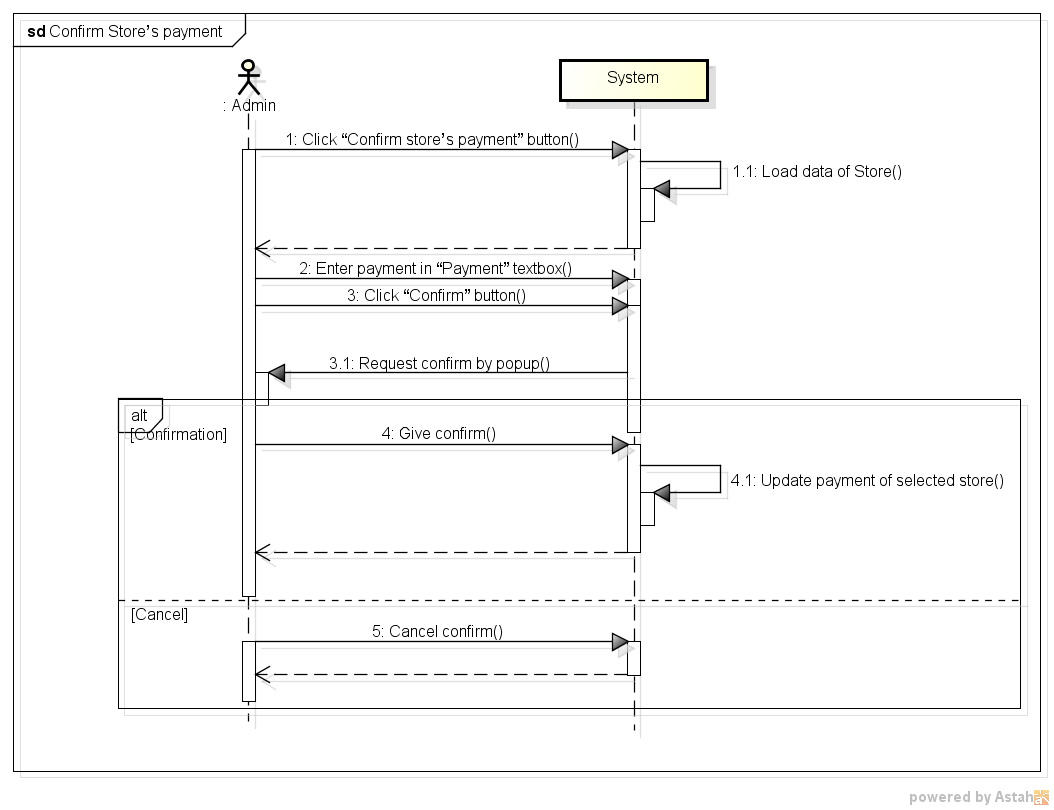 sd Confirm Store’s payment
: Admin
System
1: Click “Confirm store’s payment” button()
1.1: Load data of Store()
2: Enter payment in “Payment” textbox()
3: Click “Confirm” button()
3.1: Request confirm by popup()
alt
[Confirmation]
4: Give confirm()
4.1: Update payment of selected store()
[Cancel]
5: Cancel confirm()
powered by Astah